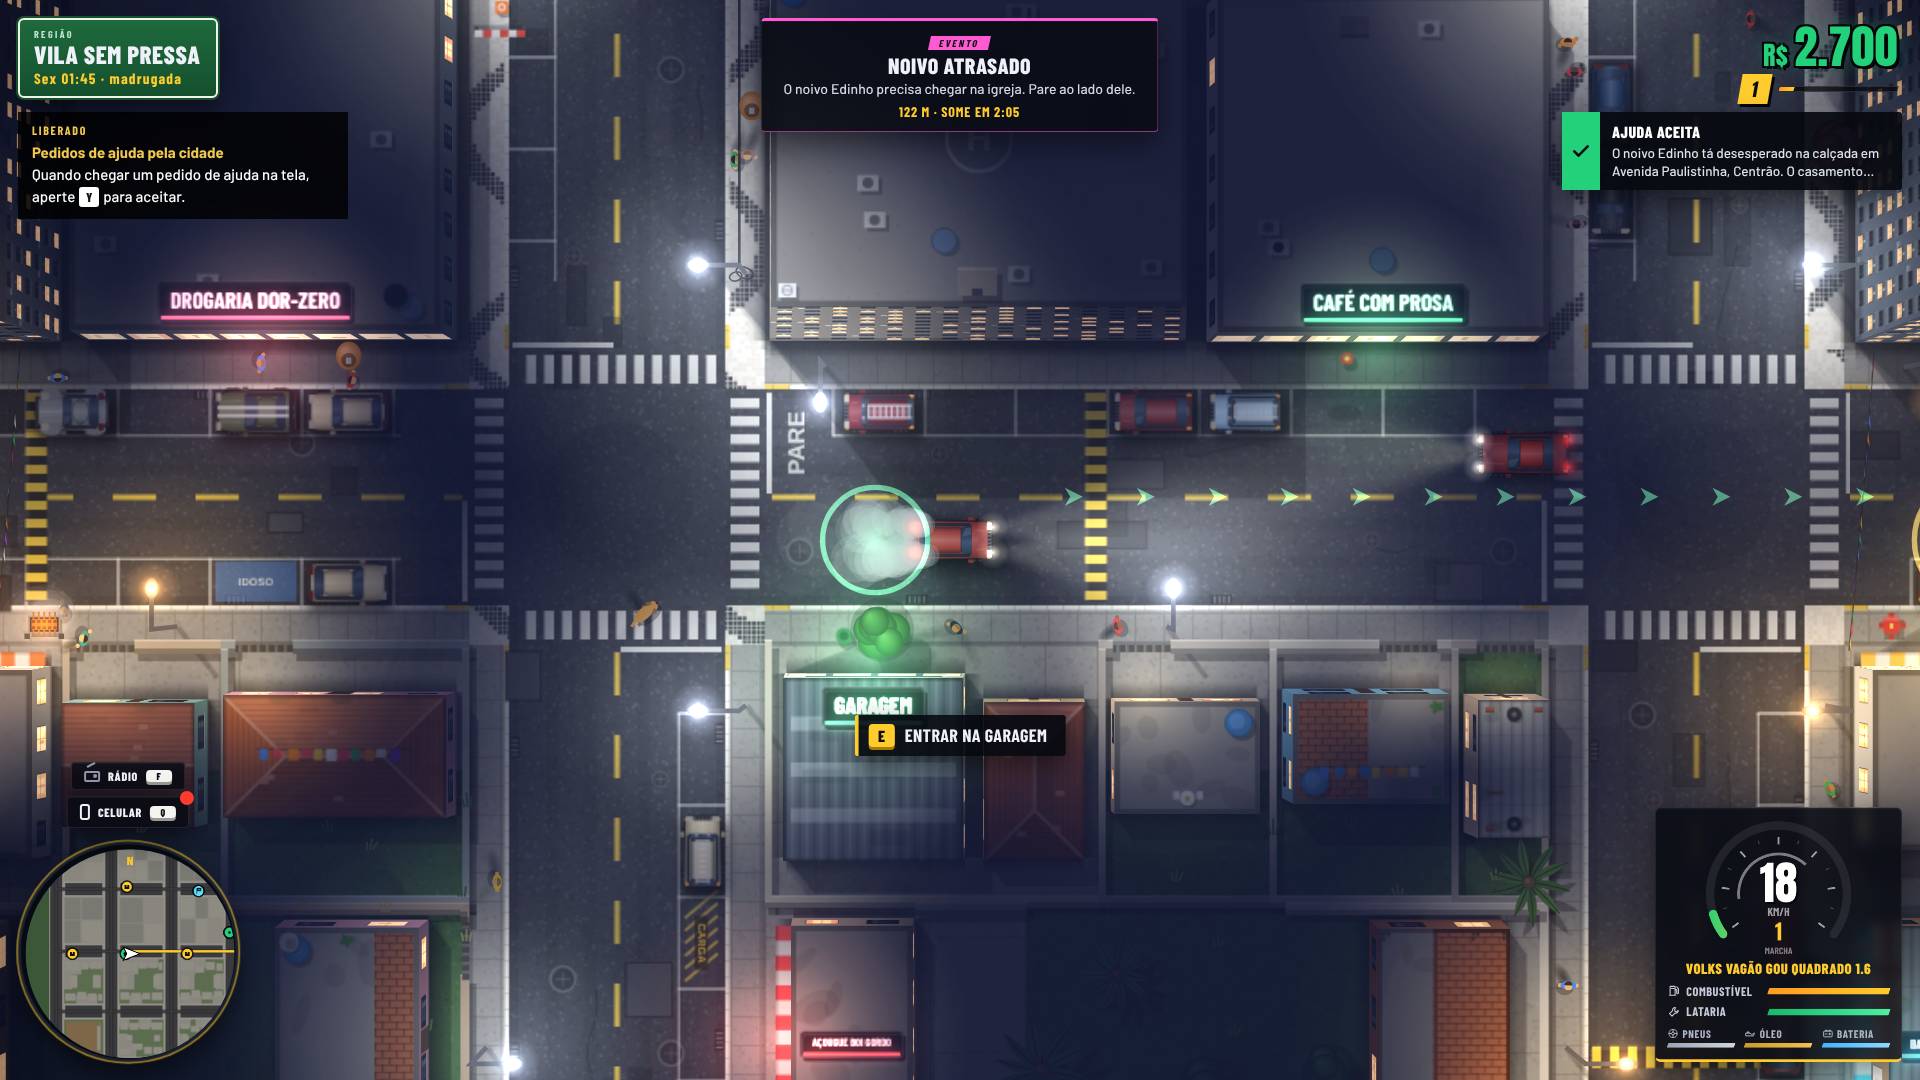 REGIÃO
VILA SEM PRESSA
Sex 01:45 · madrugada
LIBERADO
Pedidos de ajuda pela cidade
Quando chegar um pedido de ajuda na tela,
aperte Y para aceitar.
EVENTO
NOIVO ATRASADO
O noivo Edinho precisa chegar na igreja. Pare ao lado dele.
122 M · SOME EM 2:05
R$ 2.700
1
AJUDA ACEITA
O noivo Edinho tá desesperado na calçada em
Avenida Paulistinha, Centrão. O casamento...
H
DROGARIA DOR-ZERO
CAFÉ COM PROSA
PARE
IDOSO
GARAGEM
E ENTRAR NA GARAGEM
RÁDIO F
CELULAR Q
N
CARGA
AÇOUGUE BOI GORDO
18
KM/H
1
MARCHA
VOLKS VAGÃO GOU QUADRADO 1.6
COMBUSTÍVEL
LATARIA
PNEUS ÓLEO BATERIA